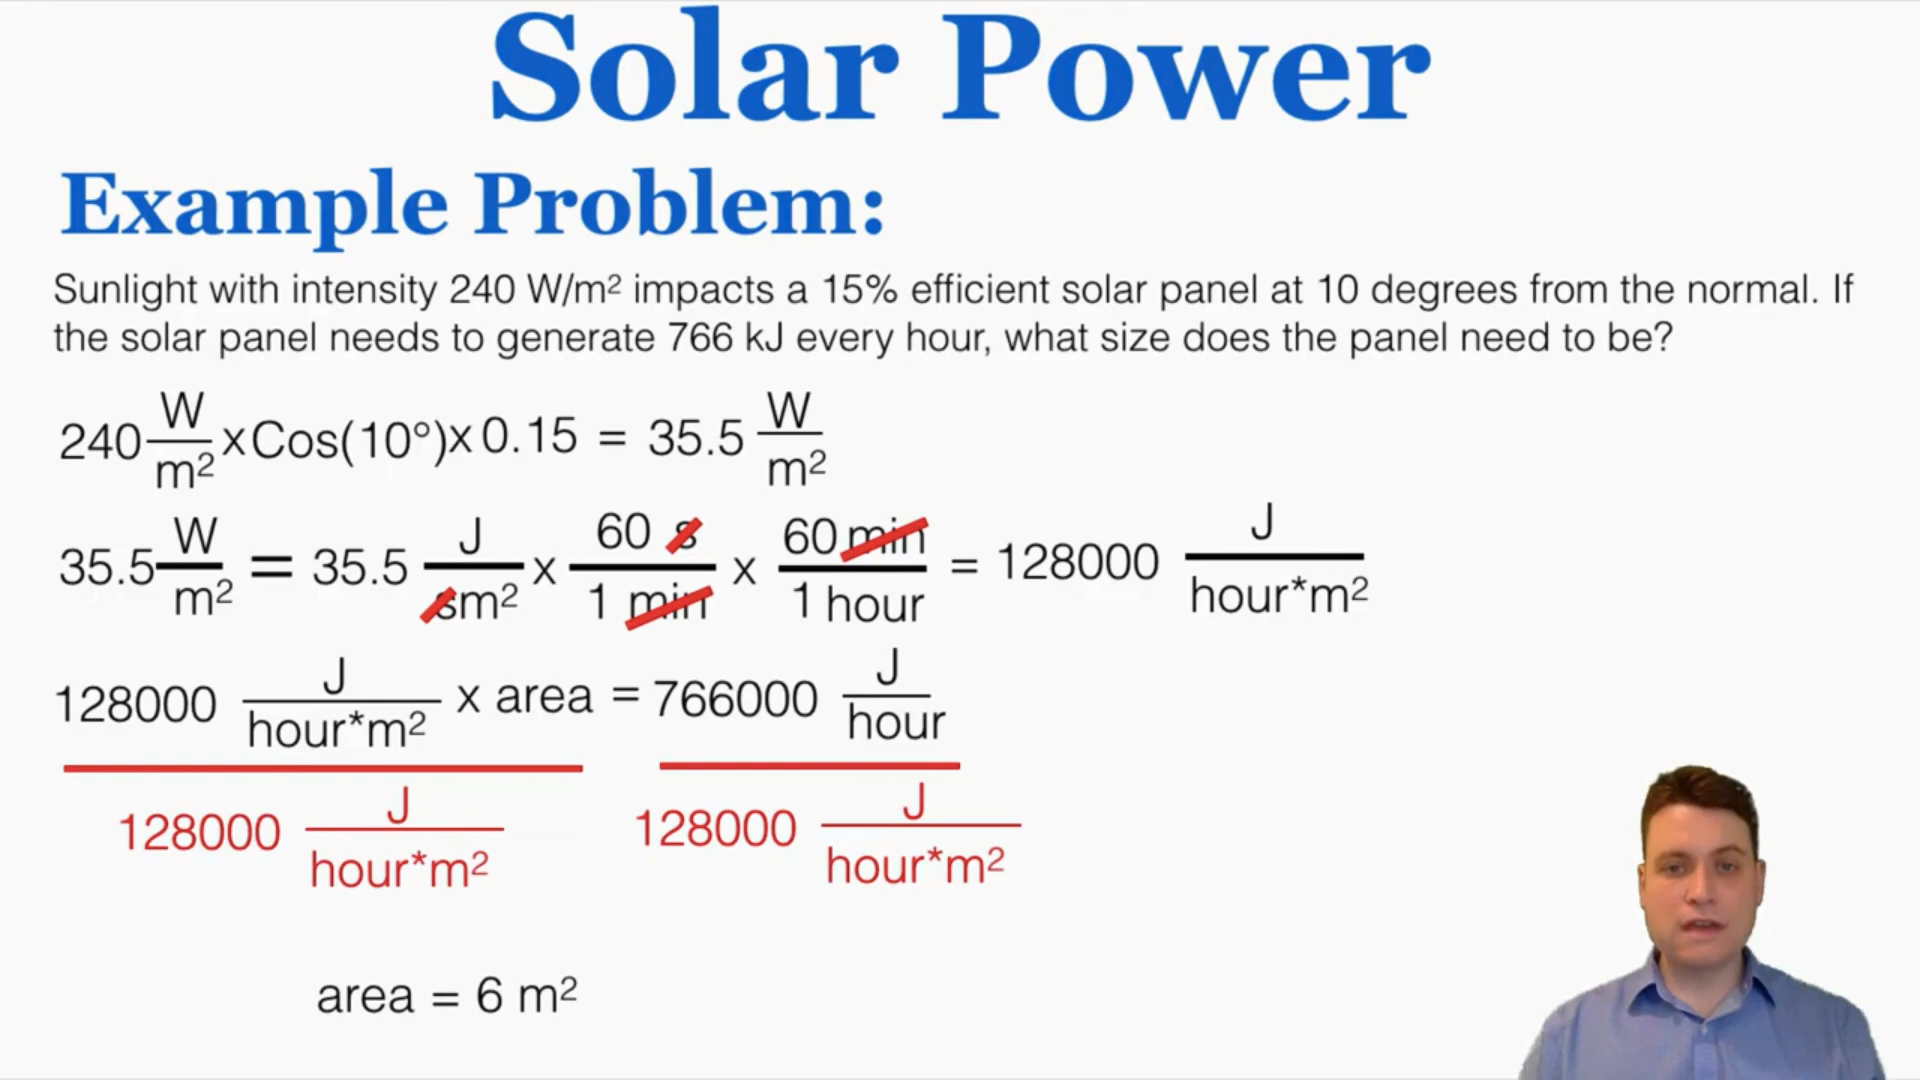 Solar Power
Example Problem:
Sunlight with intensity 240 W/m² impacts a 15% efficient solar panel at 10 degrees from the normal. If
the solar panel needs to generate 766 kJ every hour, what size does the panel need to be?
240 W/m² x Cos(10°) x 0.15 = 35.5 W/m²
35.5 W/m² = 35.5 J/sm² x 60 s/1 min x 60 min/1 hour = 128000 J/hour*m²
128000 J/hour*m² x area = 766000 J/hour
128000 J/hour*m² 128000 J/hour*m²
area = 6 m²